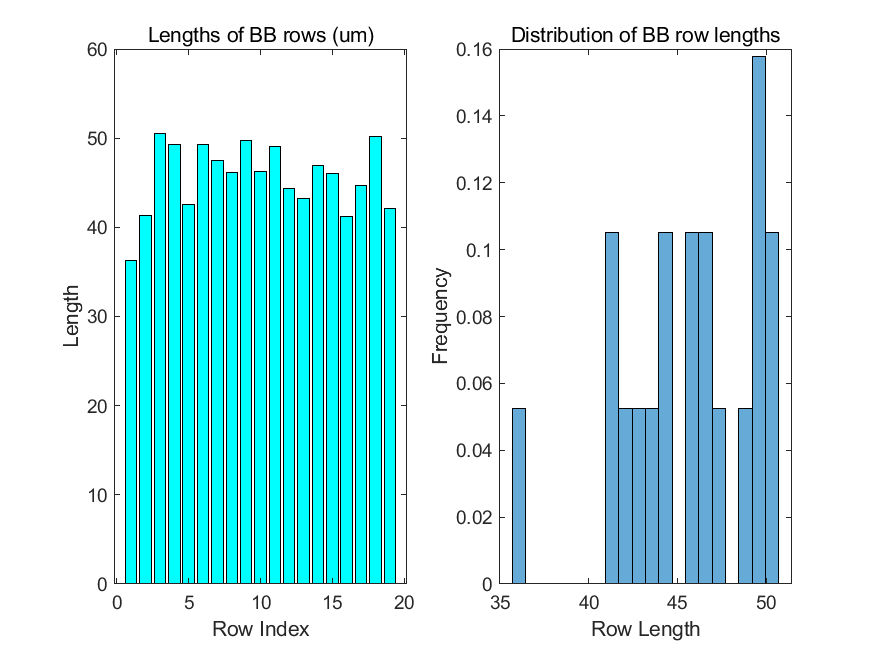 Lengths of BB rows (um)
60
50
40
30
20
10
0
Length
0 5 10 15 20
Row Index
Distribution of BB row lengths
0.16
0.14
0.12
0.1
0.08
0.06
0.04
0.02
0
Frequency
35 40 45 50
Row Length